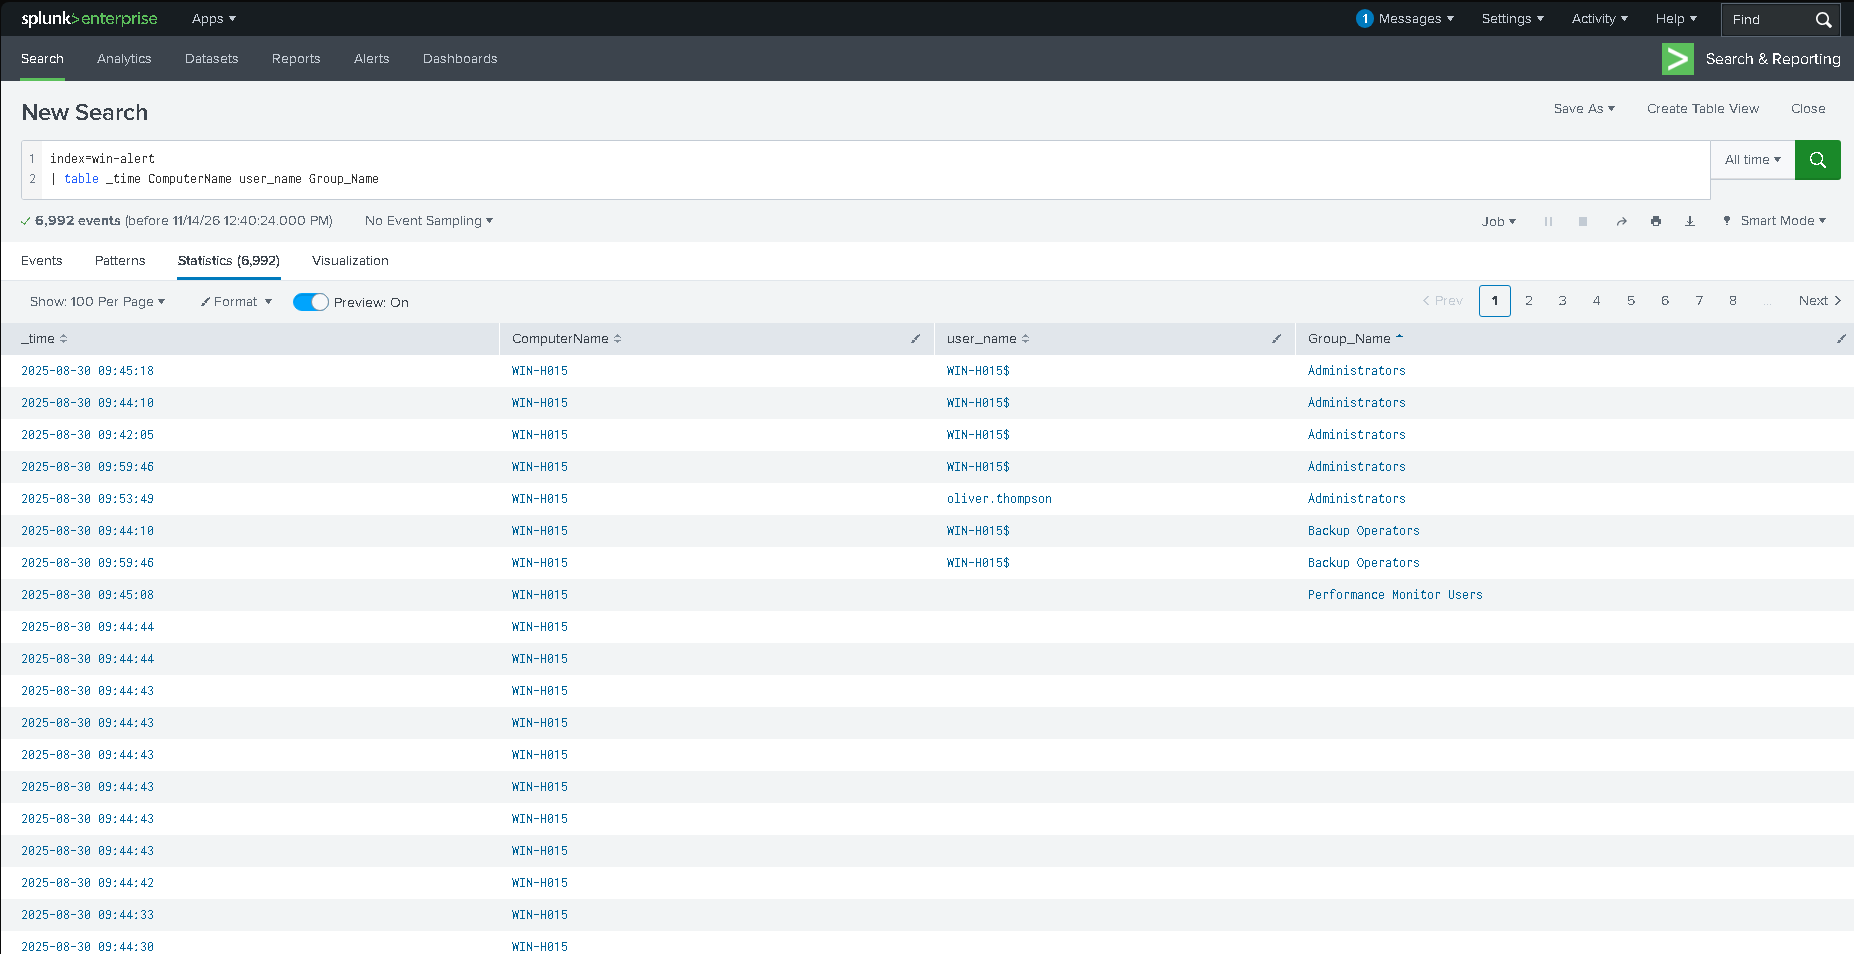 splunk>enterprise Apps 1 Messages Settings Activity Help Find
Search Analytics Datasets Reports Alerts Dashboards Search & Reporting
New Search Save As Create Table View Close
1 index=win-alert All time
2 | table _time ComputerName user_name Group_Name
6,992 events (before 11/14/26 12:40:24.000 PM) No Event Sampling Job Smart Mode
Events Patterns Statistics (6,992) Visualization
Show: 100 Per Page Format Preview: On < Prev 1 2 3 4 5 6 7 8 ... Next >
_time ComputerName user_name Group_Name
2025-08-30 09:45:18 WIN-H015 WIN-H015$ Administrators
2025-08-30 09:44:10 WIN-H015 WIN-H015$ Administrators
2025-08-30 09:42:05 WIN-H015 WIN-H015$ Administrators
2025-08-30 09:59:46 WIN-H015 WIN-H015$ Administrators
2025-08-30 09:53:49 WIN-H015 oliver.thompson Administrators
2025-08-30 09:44:10 WIN-H015 WIN-H015$ Backup Operators
2025-08-30 09:59:46 WIN-H015 WIN-H015$ Backup Operators
2025-08-30 09:45:08 WIN-H015 Performance Monitor Users
2025-08-30 09:44:44 WIN-H015
2025-08-30 09:44:44 WIN-H015
2025-08-30 09:44:43 WIN-H015
2025-08-30 09:44:43 WIN-H015
2025-08-30 09:44:43 WIN-H015
2025-08-30 09:44:43 WIN-H015
2025-08-30 09:44:43 WIN-H015
2025-08-30 09:44:43 WIN-H015
2025-08-30 09:44:42 WIN-H015
2025-08-30 09:44:33 WIN-H015
2025-08-30 09:44:30 WIN-H015